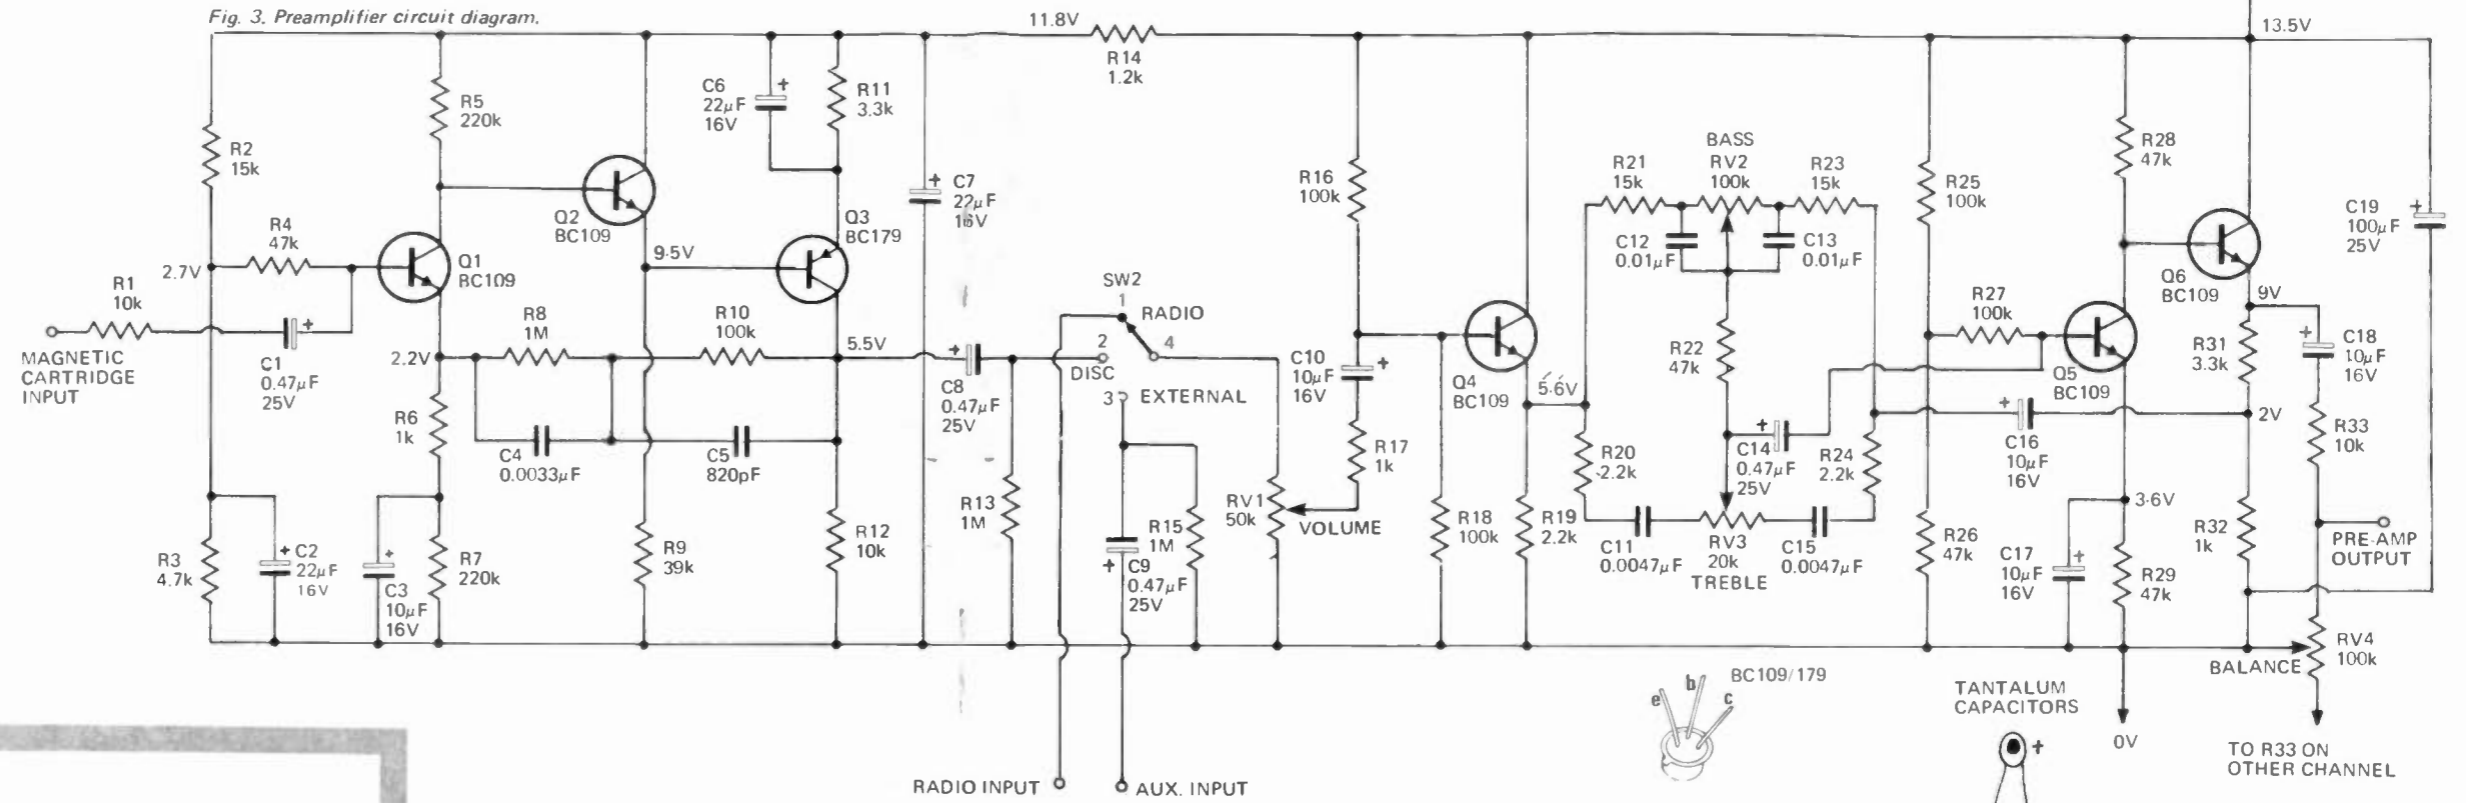 Fig. 3. Preamplifier circuit diagram.
11.8V
13.5V
R14
1.2k
R5
220k
C6
22μF
16V
R11
3.3k
R2
15k
Q2
BC109
Q3
BC179
C7
22μF
16V
R16
100k
BASS
RV2
100k
R21
15k
R23
15k
R25
100k
R28
47k
C19
100μF
25V
R4
47k
2.7V
Q1
BC109
9.5V
C12
0.01μF
C13
0.01μF
Q6
BC109
9V
R1
10k
MAGNETIC
CARTRIDGE
INPUT
C1
0.47μF
25V
R8
1M
R10
100k
2.2V
5.5V
SW2
1
RADIO
2
DISC
4
3
EXTERNAL
C8
0.47μF
25V
C10
10μF
16V
Q4
BC109
5.6V
R22
47k
R27
100k
Q5
BC109
R31
3.3k
C18
10μF
16V
R6
1k
C4
0.0033μF
C5
820pF
R17
1k
R20
2.2k
C14
0.47μF
25V
R24
2.2k
C16
10μF
16V
2V
R33
10k
R3
4.7k
C2
22μF
16V
C3
10μF
16V
R7
220k
R9
39k
R12
10k
R13
1M
C9
0.47μF
25V
R15
1M
RV1
50k
VOLUME
R18
100k
R19
2.2k
C11
0.0047μF
RV3
20k
TREBLE
C15
0.0047μF
R26
47k
C17
10μF
16V
3.6V
R29
47k
R32
1k
PRE-AMP
OUTPUT
BALANCE
RV4
100k
BC109/179
e
b
c
TANTALUM
CAPACITORS
+
0V
TO R33 ON
OTHER CHANNEL
RADIO INPUT
AUX. INPUT